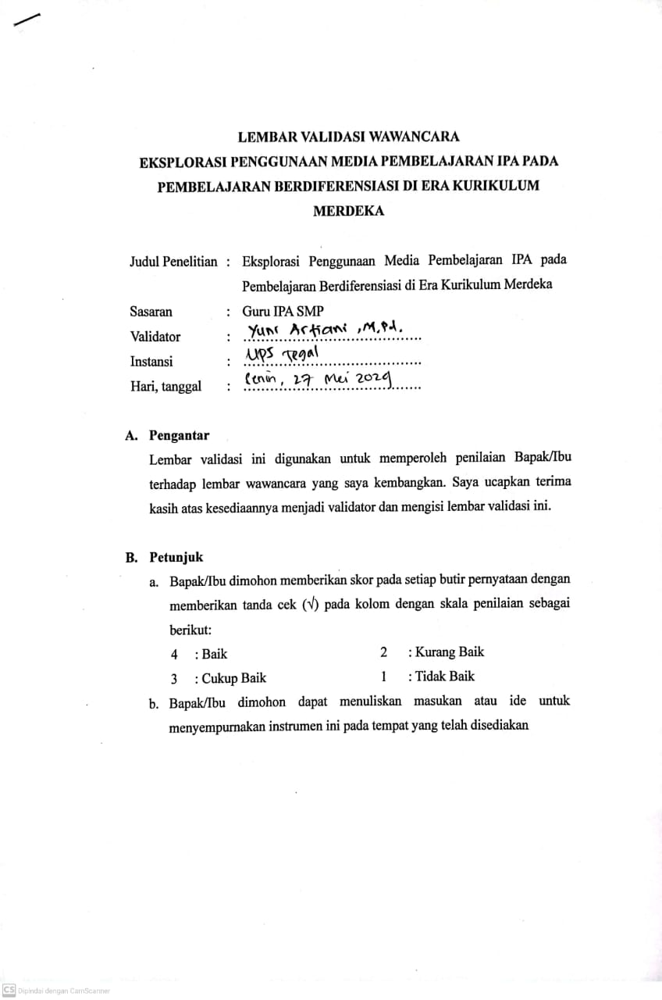 LEMBAR VALIDASI WAWANCARA
EKSPLORASI PENGGUNAAN MEDIA PEMBELAJARAN IPA PADA
PEMBELAJARAN BERDIFERENSIASI DI ERA KURIKULUM
MERDEKA
Judul Penelitian : Eksplorasi Penggunaan Media Pembelajaran IPA pada
Pembelajaran Berdiferensiasi di Era Kurikulum Merdeka
Sasaran : Guru IPA SMP
Validator : Yuni Arfiani, M.Pd.
Instansi : UPS Tegal
Hari, tanggal : Senin, 27 Mei 2024
A. Pengantar
Lembar validasi ini digunakan untuk memperoleh penilaian Bapak/Ibu
terhadap lembar wawancara yang saya kembangkan. Saya ucapkan terima
kasih atas kesediaannya menjadi validator dan mengisi lembar validasi ini.
B. Petunjuk
a. Bapak/Ibu dimohon memberikan skor pada setiap butir pernyataan dengan
memberikan tanda cek (√) pada kolom dengan skala penilaian sebagai
berikut:
4 : Baik 2 : Kurang Baik
3 : Cukup Baik 1 : Tidak Baik
b. Bapak/Ibu dimohon dapat menuliskan masukan atau ide untuk
menyempurnakan instrumen ini pada tempat yang telah disediakan
CS Dipindai dengan CamScanner